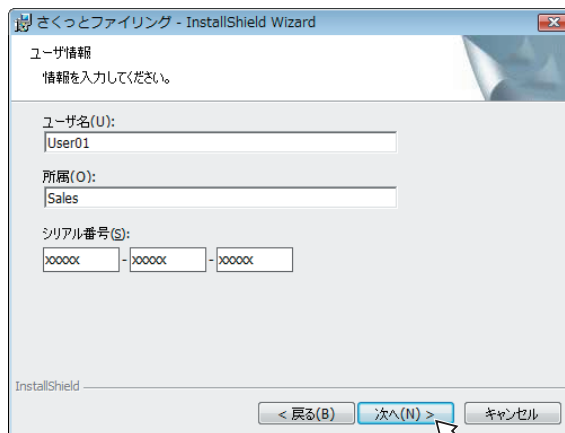 さくっとファイリング - InstallShield Wizard
ユーザ情報
情報を入力してください。
ユーザ名(U):
User01
所属(O):
Sales
シリアル番号(S):
xxxxx - xxxxx - xxxxx
InstallShield
< 戻る(B) 次へ(N) > キャンセル